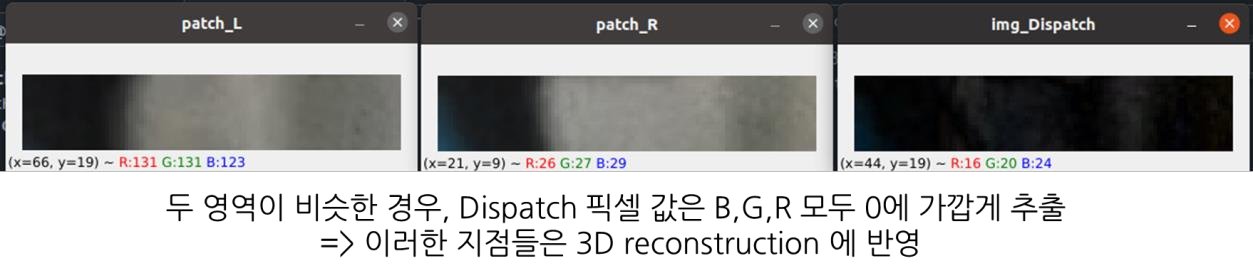 patch_L
patch_R
img_Dispatch
(x=66, y=19) ~ R:131 G:131 B:123
(x=21, y=9) ~ R:26 G:27 B:29
(x=44, y=19) ~ R:16 G:20 B:24
두 영역이 비슷한 경우, Dispatch 픽셀 값은 B,G,R 모두 0에 가깝게 추출
=> 이러한 지점들은 3D reconstruction 에 반영